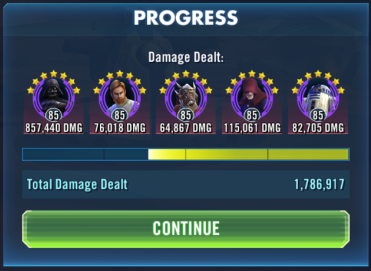 PROGRESS
Damage Dealt:
85 85 85 85 85
857,440 DMG 76,018 DMG 64,867 DMG 115,061 DMG 82,705 DMG
Total Damage Dealt 1,786,917
CONTINUE